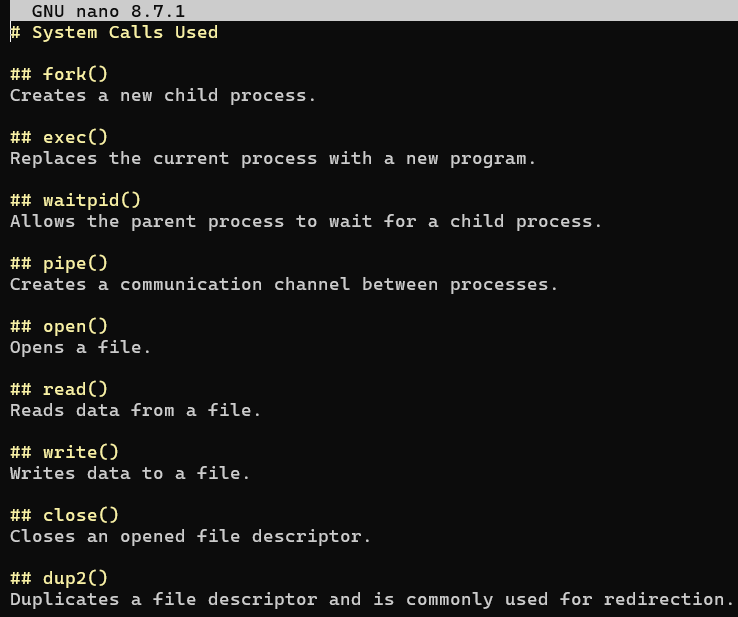 GNU nano 8.7.1
# System Calls Used
## fork()
Creates a new child process.
## exec()
Replaces the current process with a new program.
## waitpid()
Allows the parent process to wait for a child process.
## pipe()
Creates a communication channel between processes.
## open()
Opens a file.
## read()
Reads data from a file.
## write()
Writes data to a file.
## close()
Closes an opened file descriptor.
## dup2()
Duplicates a file descriptor and is commonly used for redirection.